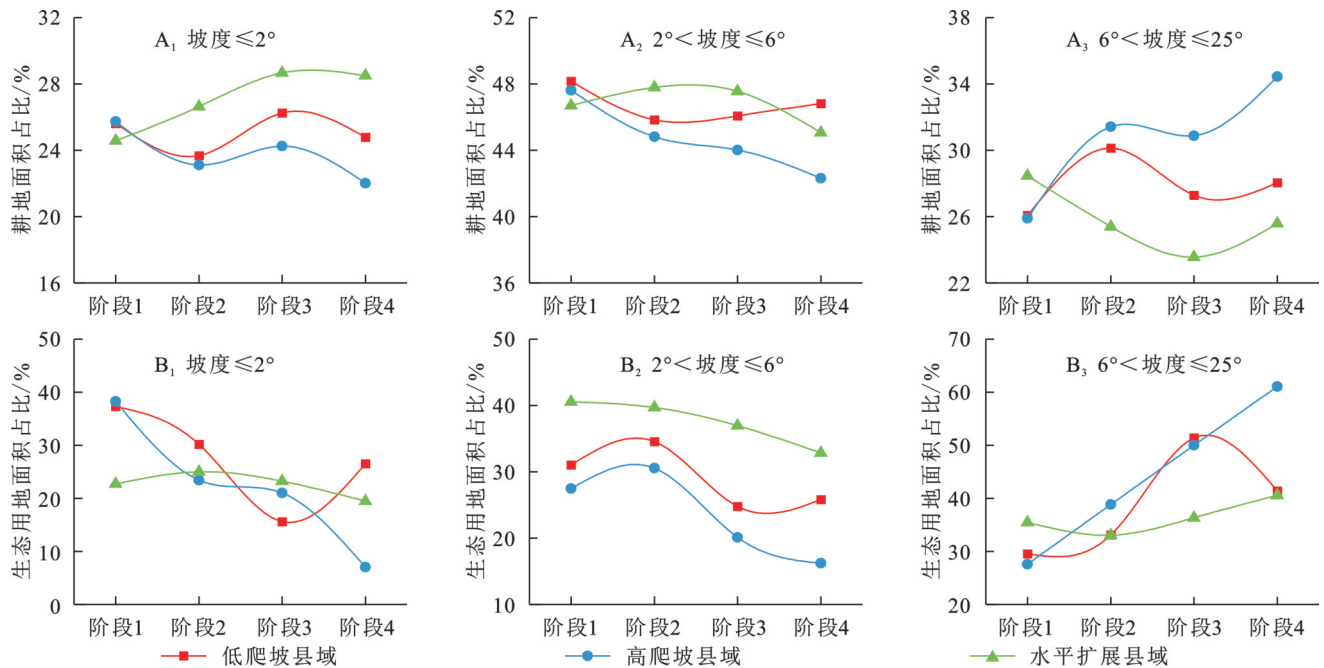 耕地面积占比/%
32
28
24
20
16
A₁ 坡度≤2°
阶段1 阶段2 阶段3 阶段4
耕地面积占比/%
52
48
44
40
36
A₂ 2°<坡度≤6°
阶段1 阶段2 阶段3 阶段4
耕地面积占比/%
38
34
30
26
22
A₃ 6°<坡度≤25°
阶段1 阶段2 阶段3 阶段4
生态用地面积占比/%
50
40
30
20
10
0
B₁ 坡度≤2°
阶段1 阶段2 阶段3 阶段4
生态用地面积占比/%
50
40
30
20
10
B₂ 2°<坡度≤6°
阶段1 阶段2 阶段3 阶段4
生态用地面积占比/%
70
60
50
40
30
20
B₃ 6°<坡度≤25°
阶段1 阶段2 阶段3 阶段4
低爬坡县域 高爬坡县域 水平扩展县域